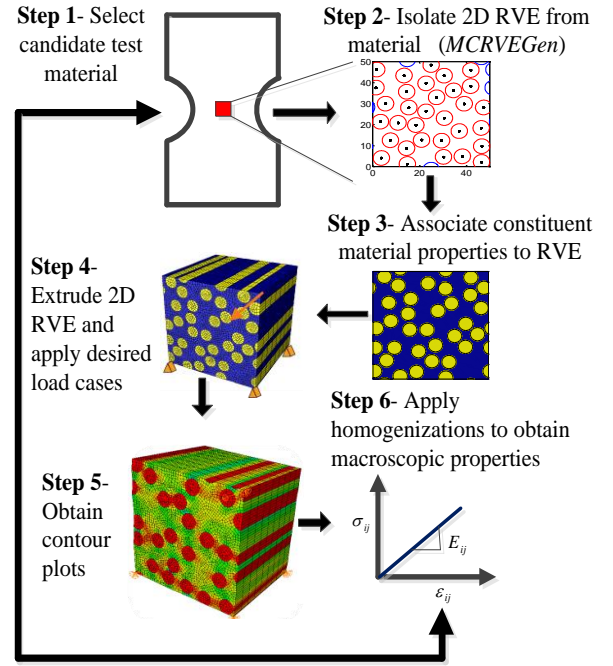 Step 1- Select
candidate test
material
Step 2- Isolate 2D RVE from
material (MCRVEGen)
50
40
30
20
10
0
0 20 40
Step 3- Associate constituent
material properties to RVE
Step 4-
Extrude 2D
RVE and
apply desired
load cases
Step 5-
Obtain
contour
plots
Step 6- Apply
homogenizations to obtain
macroscopic properties
σij
Eij
εij